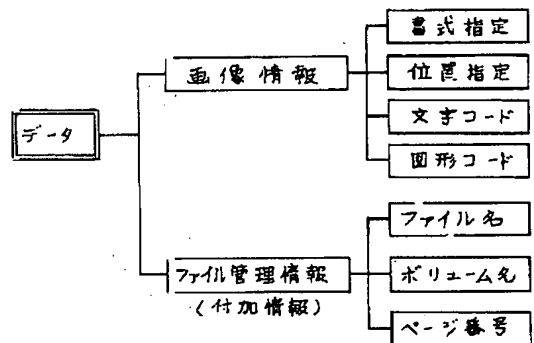 データ
画像情報
書式指定
位置指定
文字コード
図形コード
ファイル管理情報
(付加情報)
ファイル名
ボリューム名
ページ番号